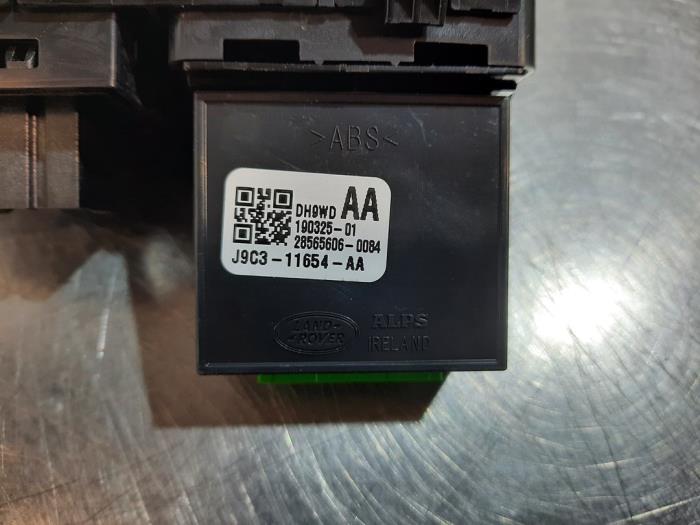 >ABS<
DH9WD AA
190325-01
28565606-0084
J9C3-11654-AA
LAND-
-ROVER
ALPS
IRELAND